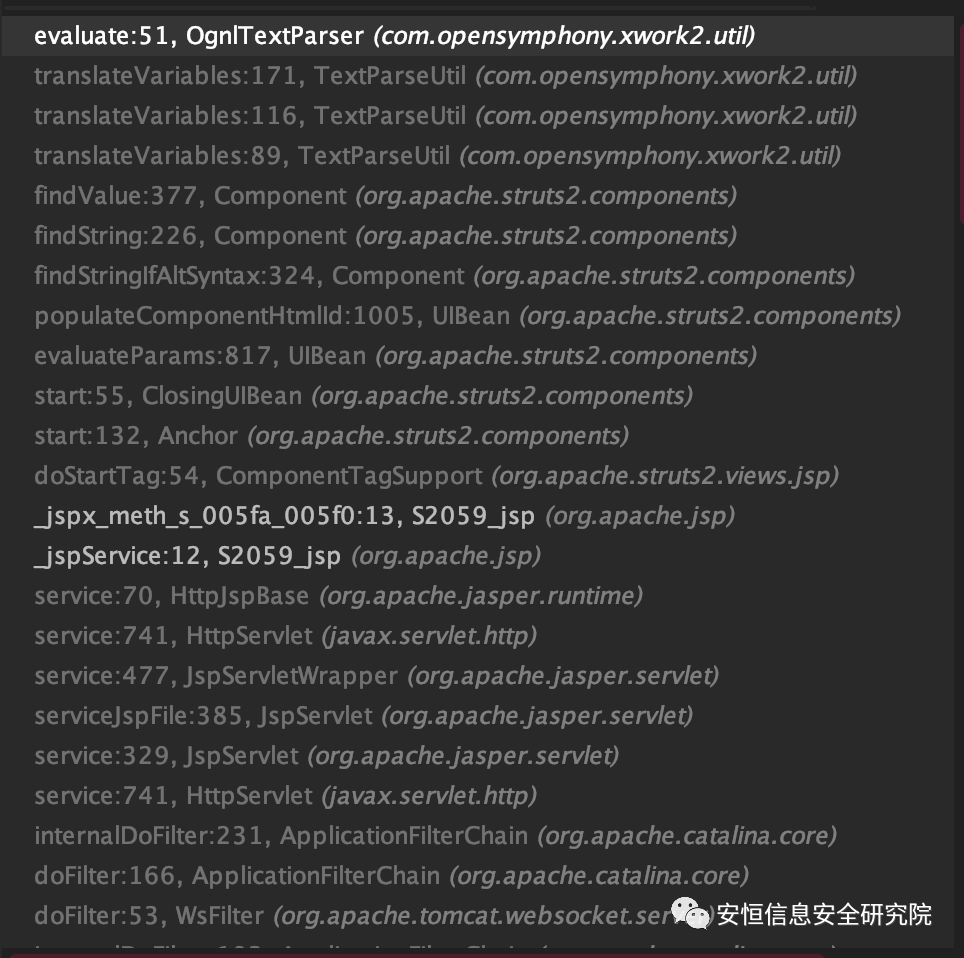 evaluate:51, OgnlTextParser (com.opensymphony.xwork2.util)
translateVariables:171, TextParseUtil (com.opensymphony.xwork2.util)
translateVariables:116, TextParseUtil (com.opensymphony.xwork2.util)
translateVariables:89, TextParseUtil (com.opensymphony.xwork2.util)
findValue:377, Component (org.apache.struts2.components)
findString:226, Component (org.apache.struts2.components)
findStringIfAltSyntax:324, Component (org.apache.struts2.components)
populateComponentHtmlId:1005, UIBean (org.apache.struts2.components)
evaluateParams:817, UIBean (org.apache.struts2.components)
start:55, ClosingUIBean (org.apache.struts2.components)
start:132, Anchor (org.apache.struts2.components)
doStartTag:54, ComponentTagSupport (org.apache.struts2.views.jsp)
_jspx_meth_s_005fa_005f0:13, S2059_jsp (org.apache.jsp)
_jspService:12, S2059_jsp (org.apache.jsp)
service:70, HttpJspBase (org.apache.jasper.runtime)
service:741, HttpServlet (javax.servlet.http)
service:477, JspServletWrapper (org.apache.jasper.servlet)
serviceJspFile:385, JspServlet (org.apache.jasper.servlet)
service:329, JspServlet (org.apache.jasper.servlet)
service:741, HttpServlet (javax.servlet.http)
internalDoFilter:231, ApplicationFilterChain (org.apache.catalina.core)
doFilter:166, ApplicationFilterChain (org.apache.catalina.core)
doFilter:53, WsFilter (org.apache.tomcat.websocket.ser
安恒信息安全研究院